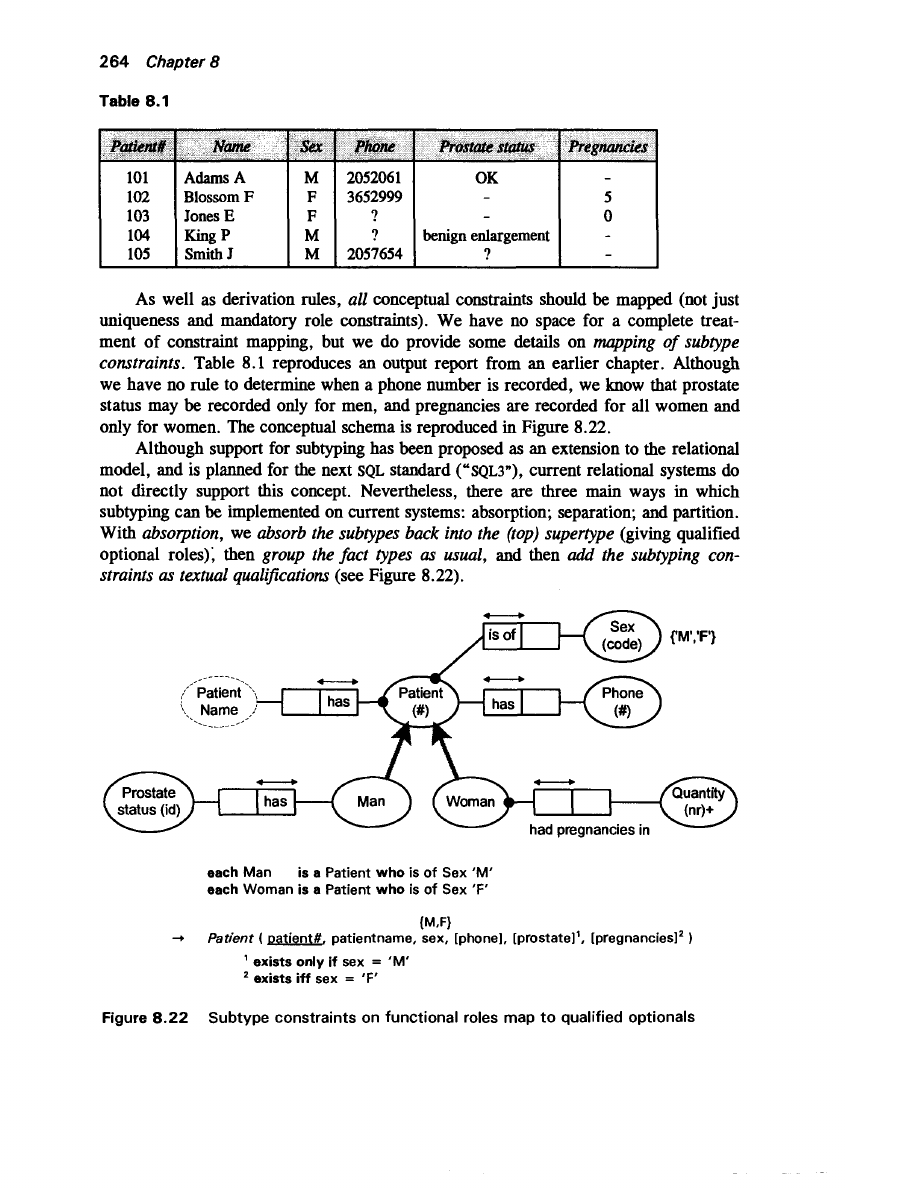 264 Chapter 8
Table 8.1
Patient# Name Sex Phone Prostate status Pregnancies
101 Adams A M 2052061 OK -
102 Blossom F F 3652999 - 5
103 Jones E F ? - 0
104 King P M ? benign enlargement -
105 Smith J M 2057654 ? -
As well as derivation rules, all conceptual constraints should be mapped (not just
uniqueness and mandatory role constraints). We have no space for a complete treat-
ment of constraint mapping, but we do provide some details on mapping of subtype
constraints. Table 8.1 reproduces an output report from an earlier chapter. Although
we have no rule to determine when a phone number is recorded, we know that prostate
status may be recorded only for men, and pregnancies are recorded for all women and
only for women. The conceptual schema is reproduced in Figure 8.22.
Although support for subtyping has been proposed as an extension to the relational
model, and is planned for the next SQL standard (“SQL3”), current relational systems do
not directly support this concept. Nevertheless, there are three main ways in which
subtyping can be implemented on current systems: absorption; separation; and partition.
With absorption, we absorb the subtypes back into the (top) supertype (giving qualified
optional roles); then group the fact types as usual, and then add the subtyping con-
straints as textual qualifications (see Figure 8.22).
is of
Sex
(code)
{'M','F'}
Patient
Name
has
Patient
(#)
has
Phone
(#)
Prostate
status (id)
has
Man
Woman
Quantity
(nr)+
had pregnancies in
each Man is a Patient who is of Sex 'M'
each Woman is a Patient who is of Sex 'F'
{M,F}
→ Patient ( patient#, patientname, sex, [phone], [prostate]¹, [pregnancies]² )
¹ exists only if sex = 'M'
² exists iff sex = 'F'
Figure 8.22 Subtype constraints on functional roles map to qualified optionals